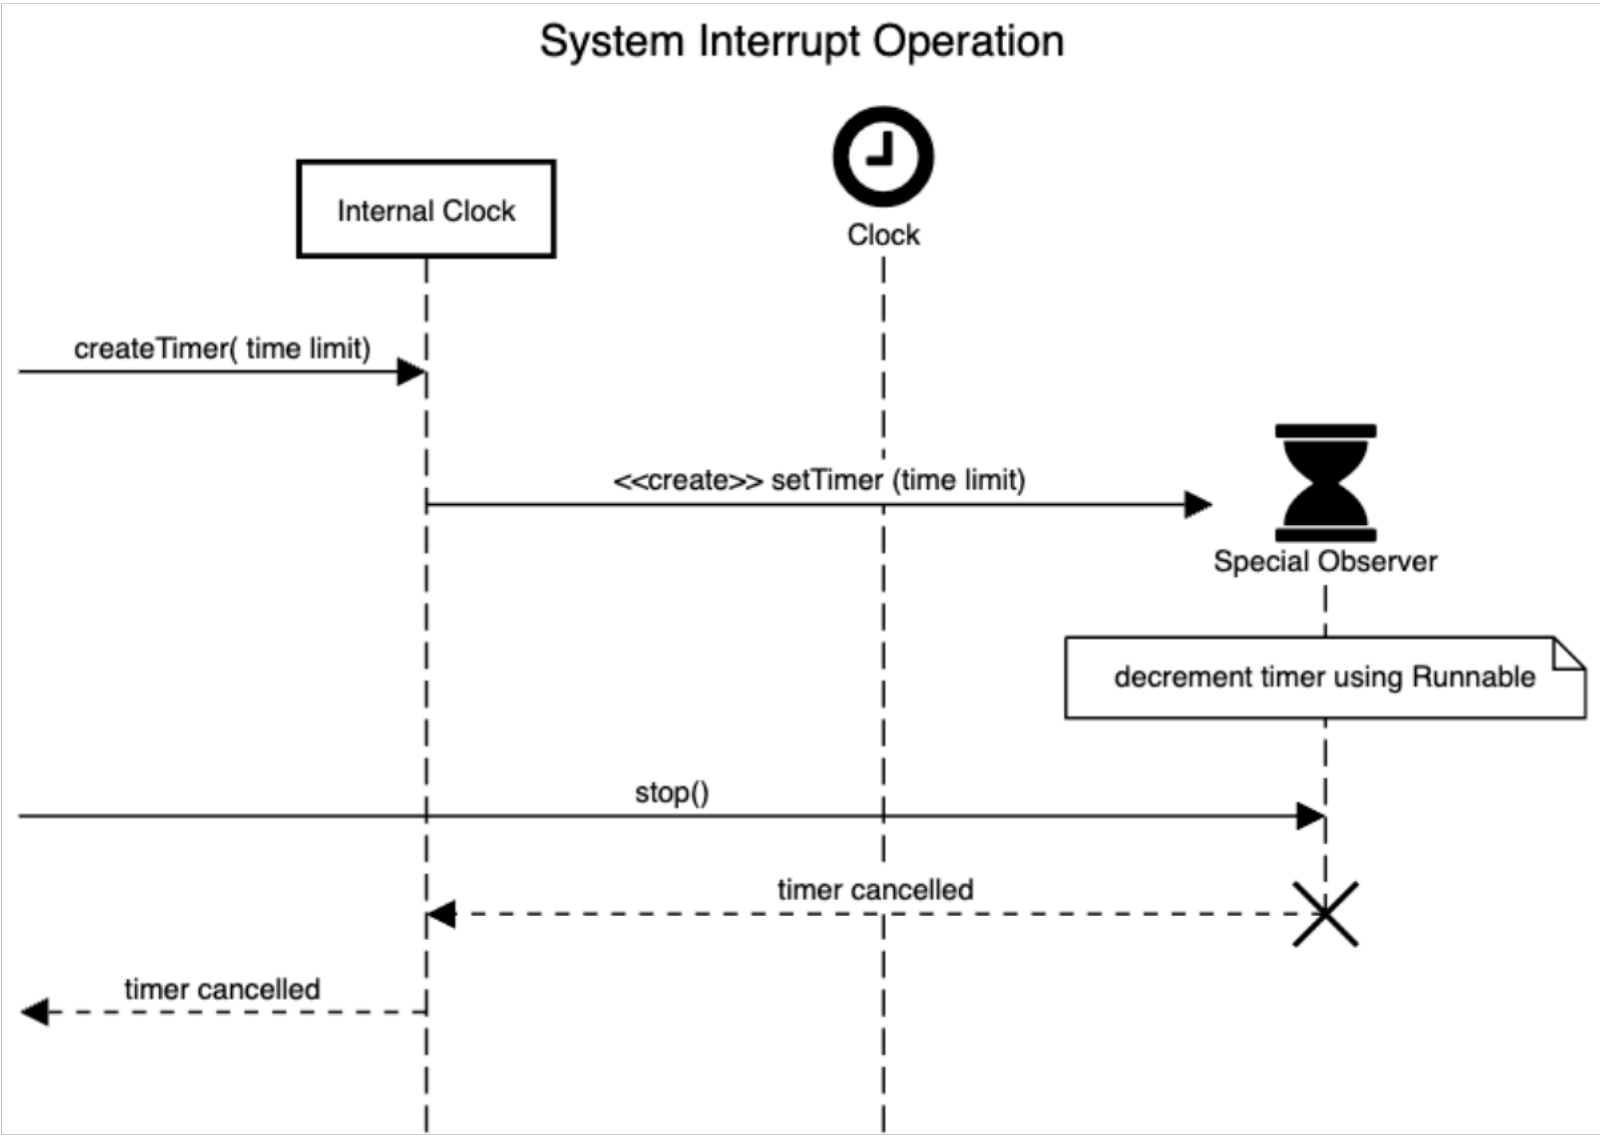 System Interrupt Operation
Internal Clock
Clock
createTimer( time limit)
<<create>> setTimer (time limit)
Special Observer
decrement timer using Runnable
stop()
timer cancelled
timer cancelled